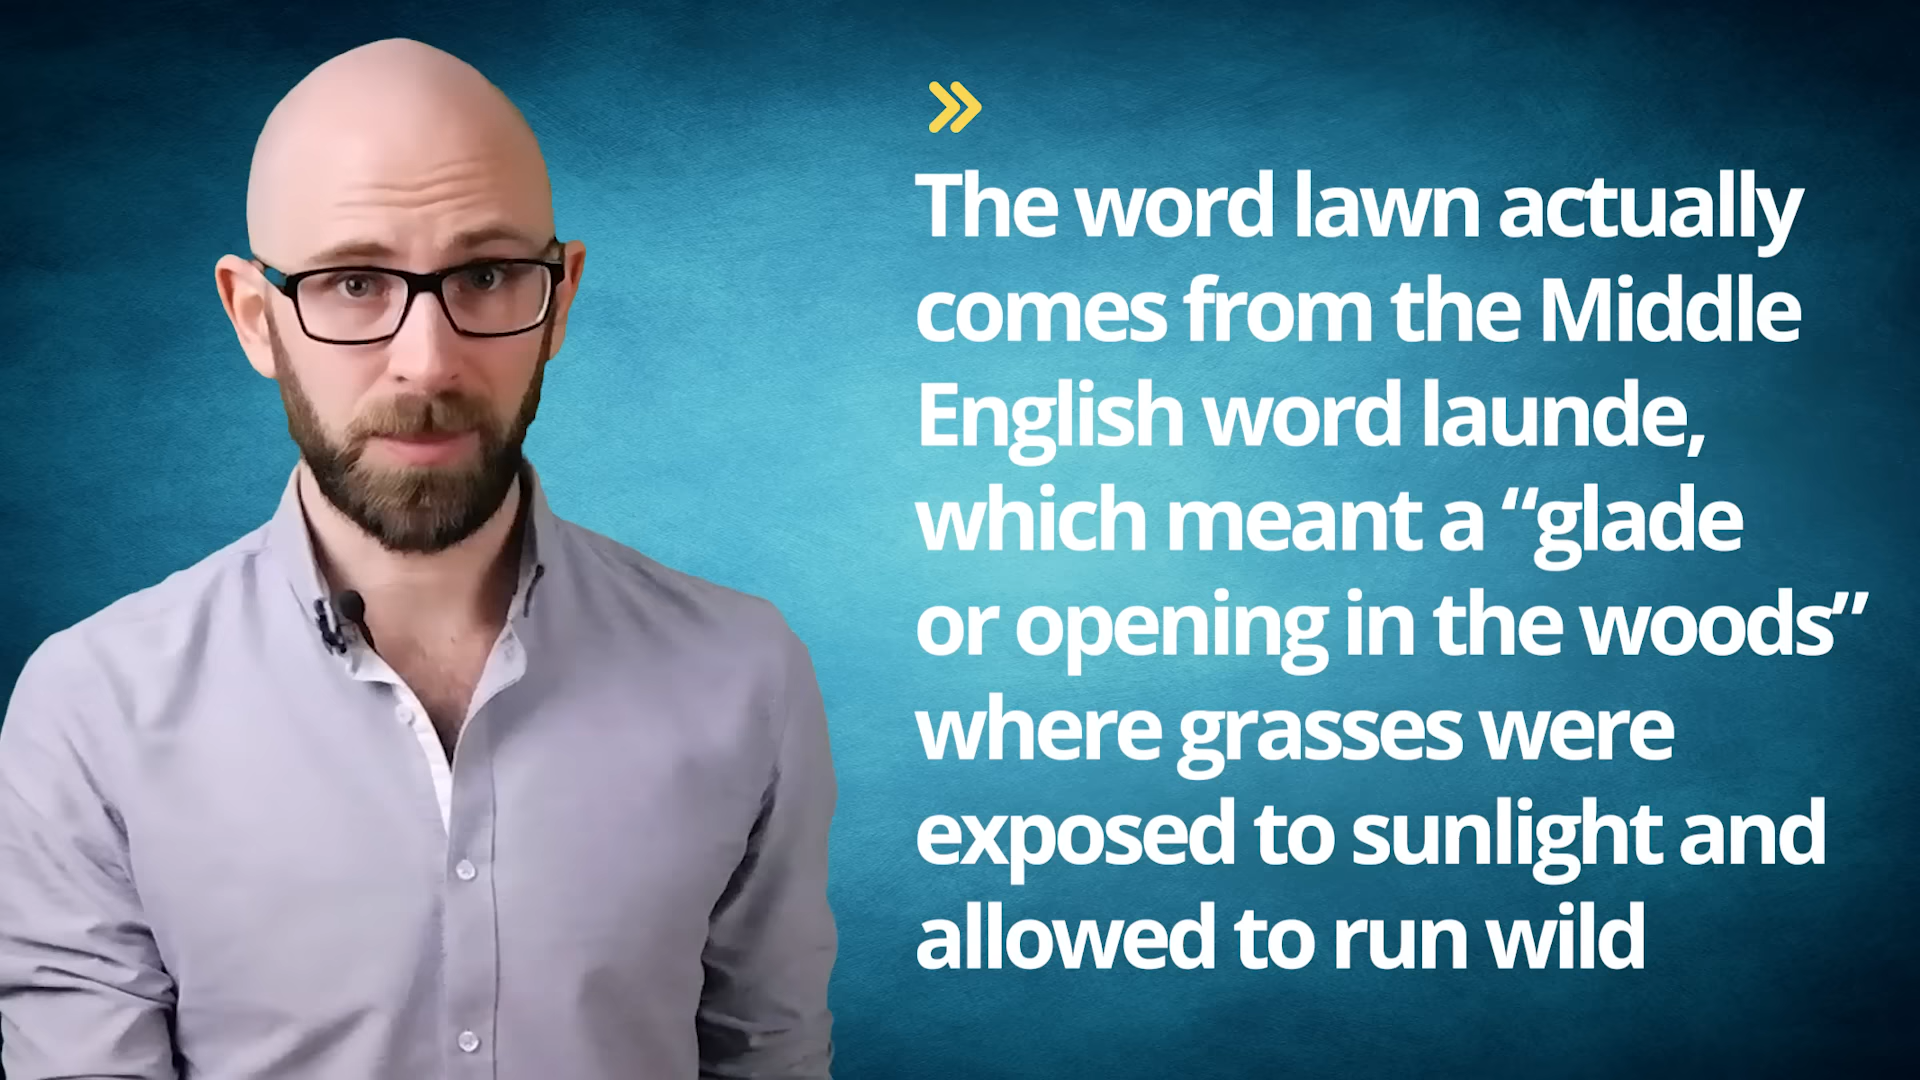 The word lawn actually
comes from the Middle
English word launde,
which meant a “glade
or opening in the woods”
where grasses were
exposed to sunlight and
allowed to run wild